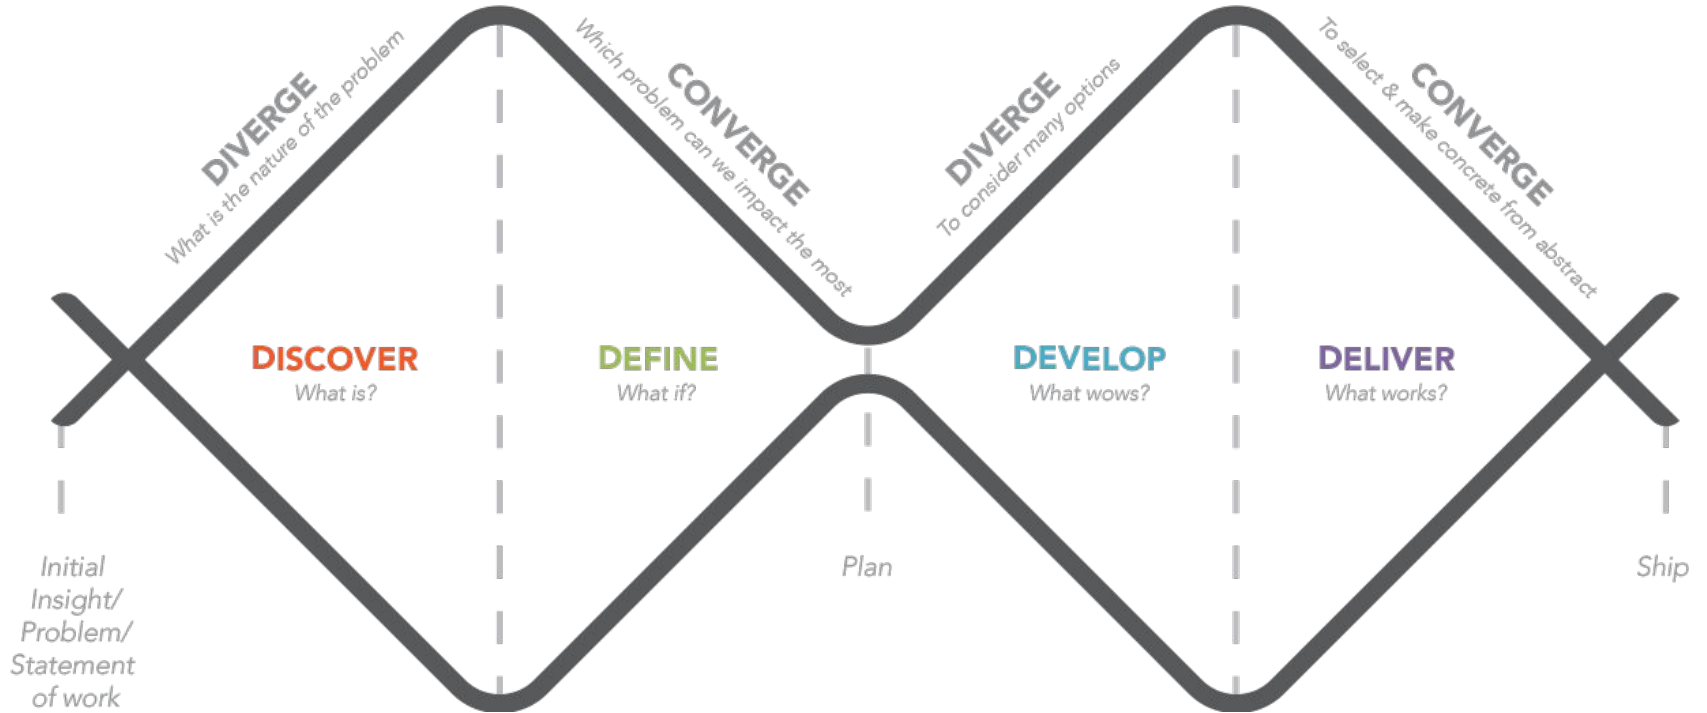 DIVERGE
What is the nature of the problem
CONVERGE
Which problem can we impact the most
DIVERGE
To consider many options
CONVERGE
To select & make concrete from abstract
DISCOVER
What is?
DEFINE
What if?
DEVELOP
What wows?
DELIVER
What works?
Initial
Insight/
Problem/
Statement
of work
Plan
Ship